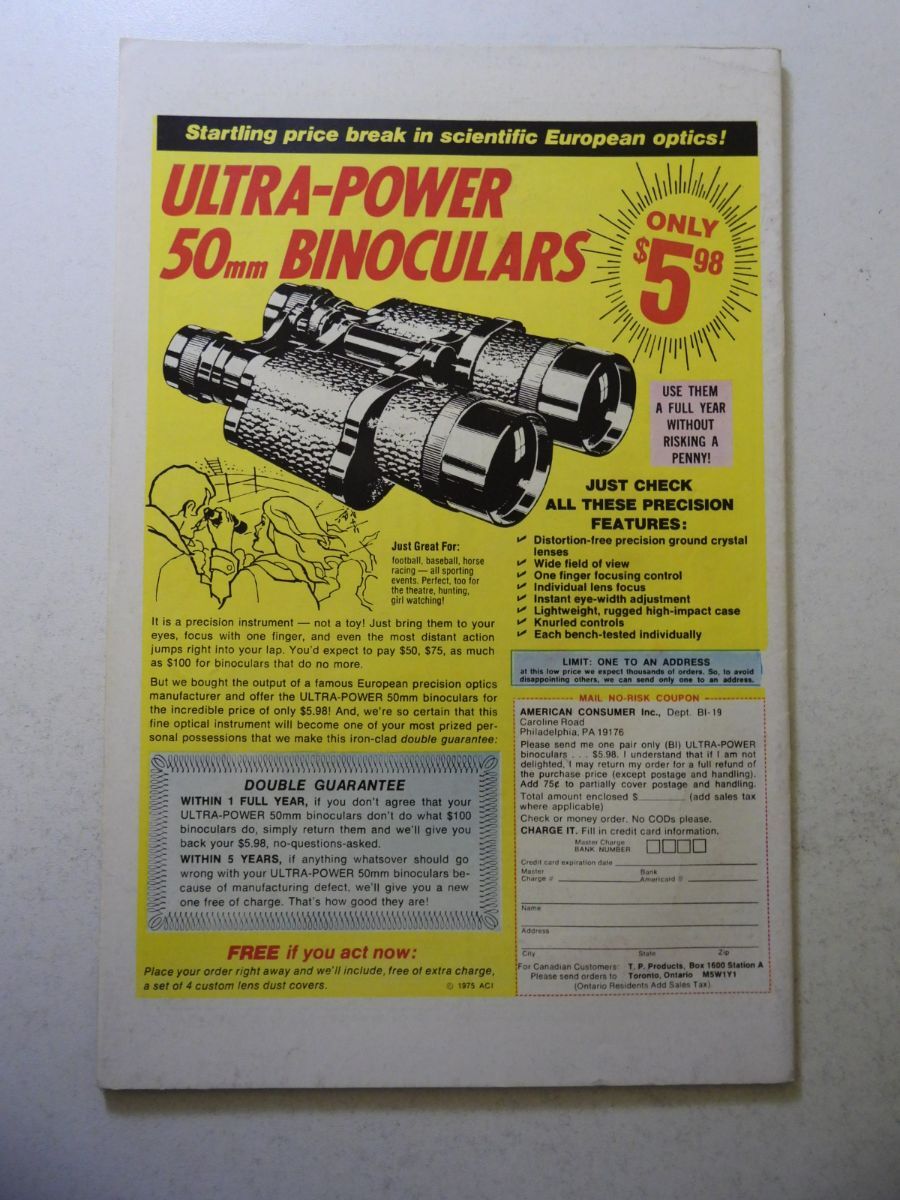 Startling price break in scientific European optics!
ULTRA-POWER
50mm BINOCULARS
ONLY
$5 98
USE THEM
A FULL YEAR
WITHOUT
RISKING A
PENNY!
JUST CHECK
ALL THESE PRECISION
FEATURES:
Distortion-free precision ground crystal
lenses
Wide field of view
One finger focusing control
Individual lens focus
Instant eye-width adjustment
Lightweight, rugged high-impact case
Knurled controls
Each bench-tested individually
Just Great For:
football, baseball, horse
racing — all sporting
events. Perfect, too for
the theatre, hunting,
girl watching!
It is a precision instrument — not a toy! Just bring them to your
eyes, focus with one finger, and even the most distant action
jumps right into your lap. You'd expect to pay $50, $75, as much
as $100 for binoculars that do no more.
But we bought the output of a famous European precision optics
manufacturer and offer the ULTRA-POWER 50mm binoculars for
the incredible price of only $5.98! And, we're so certain that this
fine optical instrument will become one of your most prized per-
sonal possessions that we make this iron-clad double guarantee:
DOUBLE GUARANTEE
WITHIN 1 FULL YEAR, if you don't agree that your
ULTRA-POWER 50mm binoculars don't do what $100
binoculars do, simply return them and we'll give you
back your $5.98, no-questions-asked.
WITHIN 5 YEARS, if anything whatsover should go
wrong with your ULTRA-POWER 50mm binoculars be-
cause of manufacturing defect, we'll give you a new
one free of charge. That's how good they are!
FREE if you act now:
Place your order right away and we'll include, free of extra charge,
a set of 4 custom lens dust covers.
© 1975 ACI
LIMIT: ONE TO AN ADDRESS
at this low price we expect thousands of orders. So, to avoid
disappointing others, we can send only one to an address.
MAIL NO-RISK COUPON
AMERICAN CONSUMER Inc., Dept. BI-19
Caroline Road
Philadelphia, PA 19176
Please send me one pair only (BI) ULTRA-POWER
binoculars . . . $5.98. I understand that if I am not
delighted, I may return my order for a full refund of
the purchase price (except postage and handling).
Add 75¢ to partially cover postage and handling.
Total amount enclosed $______ (add sales tax
where applicable)
Check or money order. No CODs please.
CHARGE IT. Fill in credit card information.
Master Charge
BANK NUMBER
Credit card expiration date
Master Bank
Charge # Americard #
Name
Address
City State Zip
For Canadian Customers: T. P. Products, Box 1600 Station A
Please send orders to Toronto, Ontario M5W1Y1
(Ontario Residents Add Sales Tax)